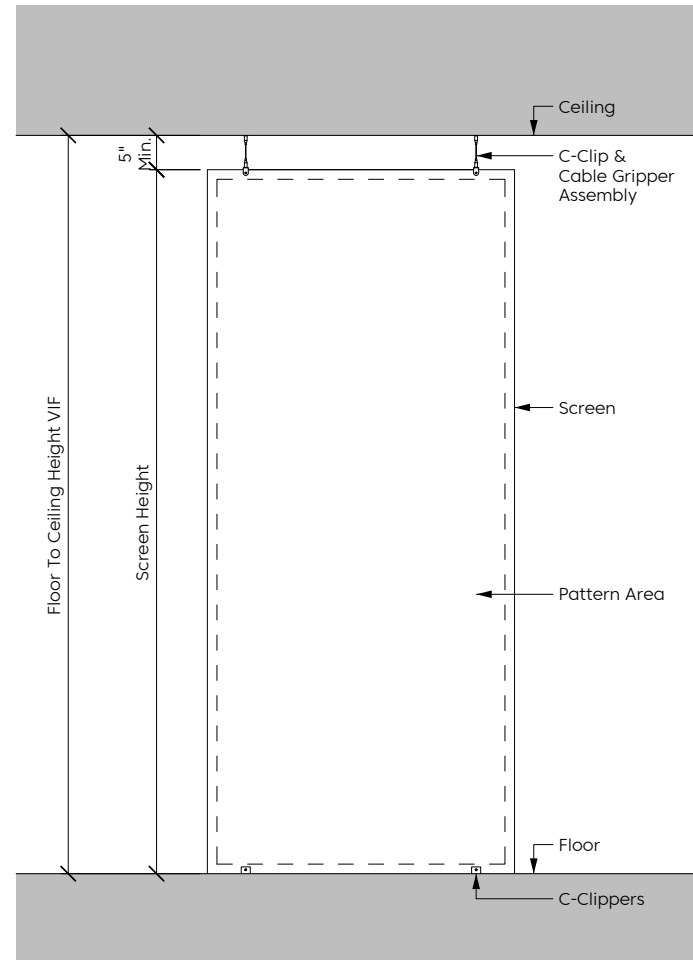 Ceiling
5"
Min.
C-Clip &
Cable Gripper
Assembly
Screen
Floor To Ceiling Height VIF
Screen Height
Pattern Area
Floor
C-Clippers